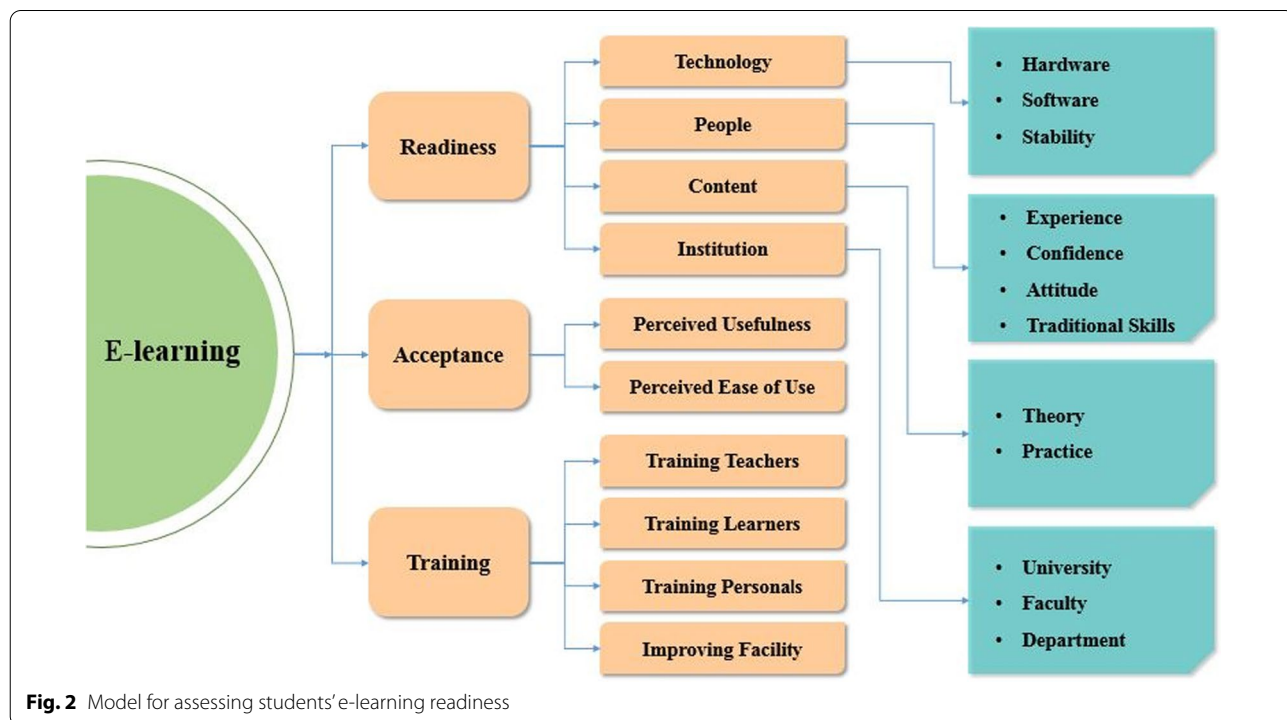 E-learning
Readiness
Acceptance
Training
Technology
People
Content
Institution
Perceived Usefulness
Perceived Ease of Use
Training Teachers
Training Learners
Training Personals
Improving Facility
• Hardware
• Software
• Stability
• Experience
• Confidence
• Attitude
• Traditional Skills
• Theory
• Practice
• University
• Faculty
• Department
Fig. 2 Model for assessing students' e-learning readiness